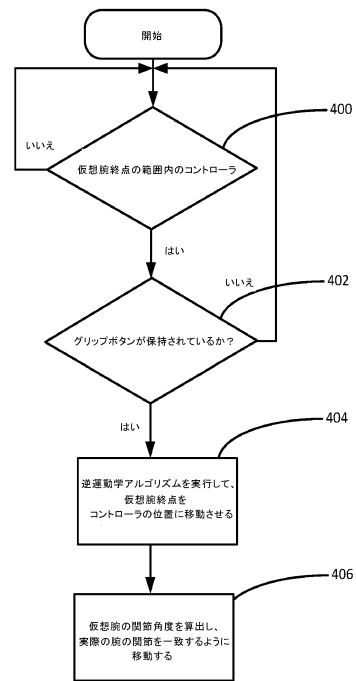 開始
400
仮想腕終点の範囲内のコントローラ
いいえ
はい
いいえ
402
グリップボタンが保持されているか？
はい
404
逆運動学アルゴリズムを実行して、
仮想腕終点を
コントローラの位置に移動させる
406
仮想腕の関節角度を算出し、
実際の腕の関節を一致するように
移動する